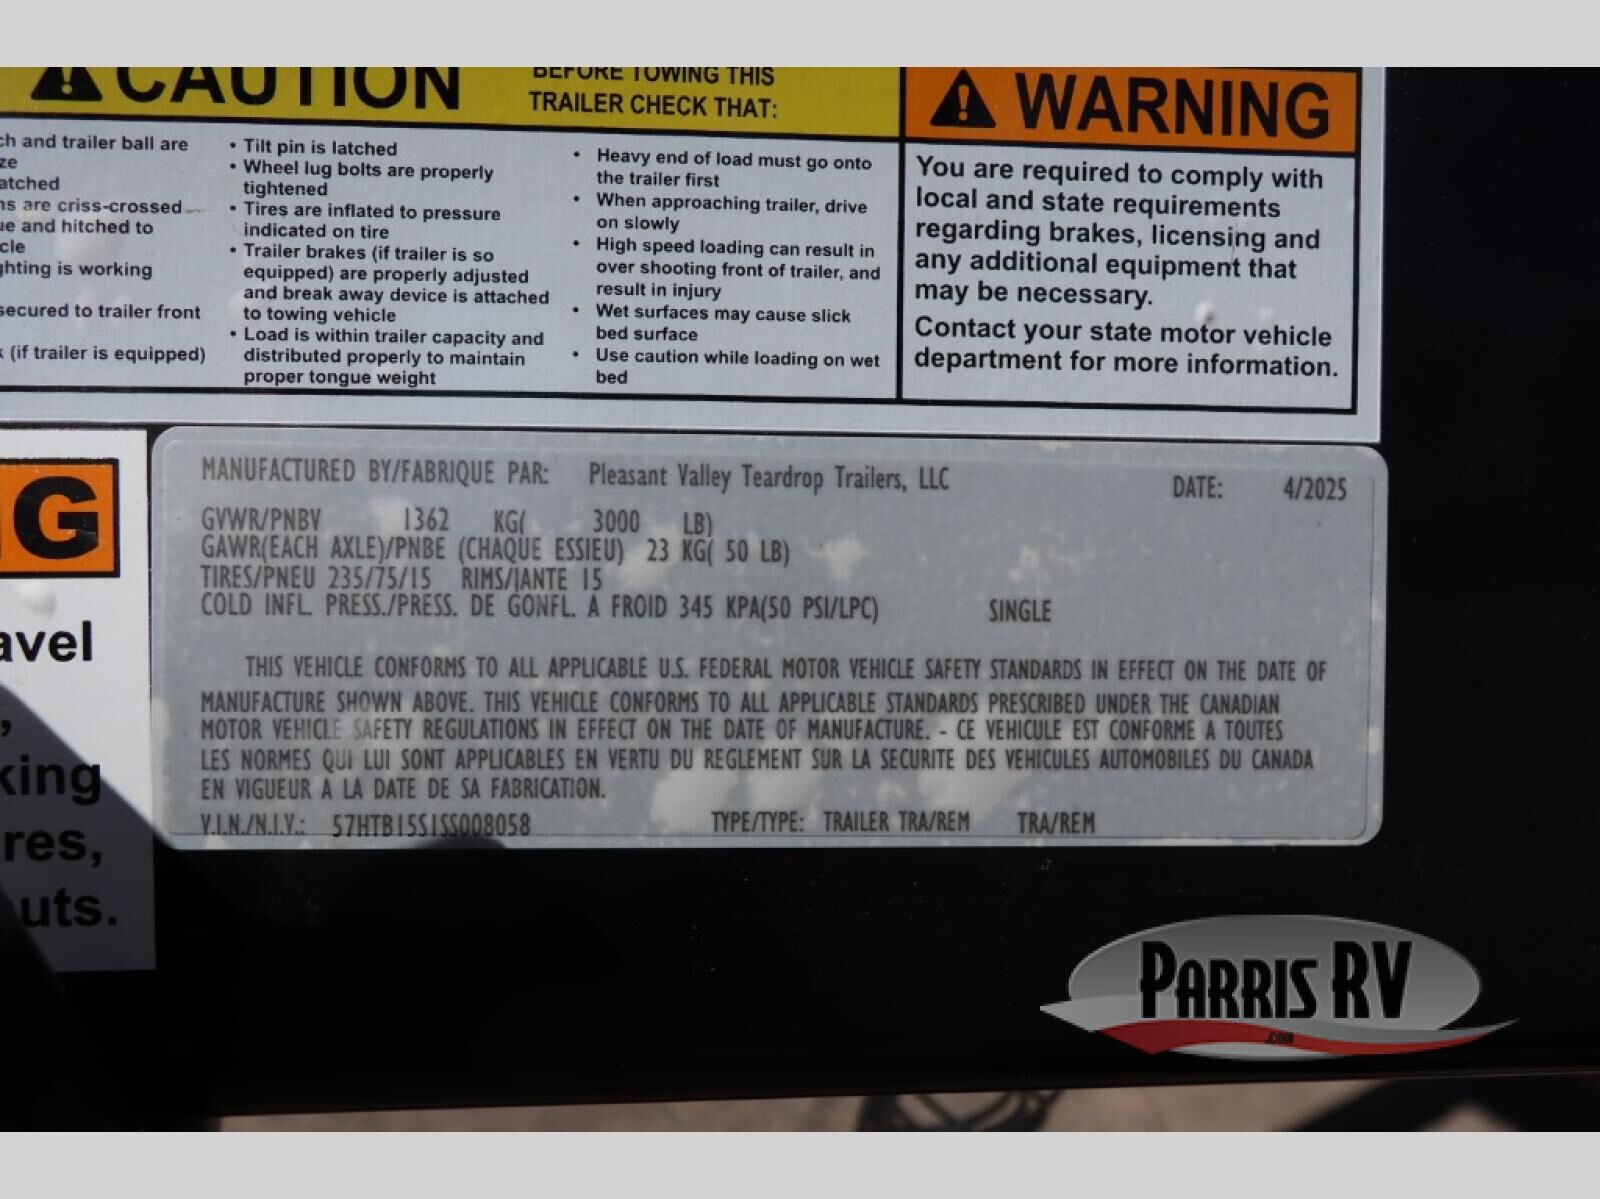 CAUTION
BEFORE TOWING THIS
TRAILER CHECK THAT:
ch and trailer ball are
ze
atched
ns are criss-crossed
ue and hitched to
cle
ghting is working
secured to trailer front
k (if trailer is equipped)
• Tilt pin is latched
• Wheel lug bolts are properly
tightened
• Tires are inflated to pressure
indicated on tire
• Trailer brakes (if trailer is so
equipped) are properly adjusted
and break away device is attached
to towing vehicle
• Load is within trailer capacity and
distributed properly to maintain
proper tongue weight
• Heavy end of load must go onto
the trailer first
• When approaching trailer, drive
on slowly
• High speed loading can result in
over shooting front of trailer, and
result in injury
• Wet surfaces may cause slick
bed surface
• Use caution while loading on wet
bed
WARNING
You are required to comply with
local and state requirements
regarding brakes, licensing and
any additional equipment that
may be necessary.
Contact your state motor vehicle
department for more information.
G
avel
,
king
res,
uts.
MANUFACTURED BY/FABRIQUE PAR: Pleasant Valley Teardrop Trailers, LLC DATE: 4/2025
GVWR/PNBV 1362 KG( 3000 LB)
GAWR(EACH AXLE)/PNBE (CHAQUE ESSIEU) 23 KG( 50 LB)
TIRES/PNEU 235/75/15 RIMS/JANTE 15
COLD INFL. PRESS./PRESS. DE GONFL. A FROID 345 KPA(50 PSI/LPC) SINGLE
THIS VEHICLE CONFORMS TO ALL APPLICABLE U.S. FEDERAL MOTOR VEHICLE SAFETY STANDARDS IN EFFECT ON THE DATE OF
MANUFACTURE SHOWN ABOVE. THIS VEHICLE CONFORMS TO ALL APPLICABLE STANDARDS PRESCRIBED UNDER THE CANADIAN
MOTOR VEHICLE SAFETY REGULATIONS IN EFFECT ON THE DATE OF MANUFACTURE. - CE VEHICULE EST CONFORME A TOUTES
LES NORMES QUI LUI SONT APPLICABLES EN VERTU DU REGLEMENT SUR LA SECURITE DES VEHICULES AUTOMOBILES DU CANADA
EN VIGUEUR A LA DATE DE SA FABRICATION.
V.I.N./N.I.V.: 57HTB15S1SS008058 TYPE/TYPE: TRAILER TRA/REM TRA/REM
PARRIS RV
.COM